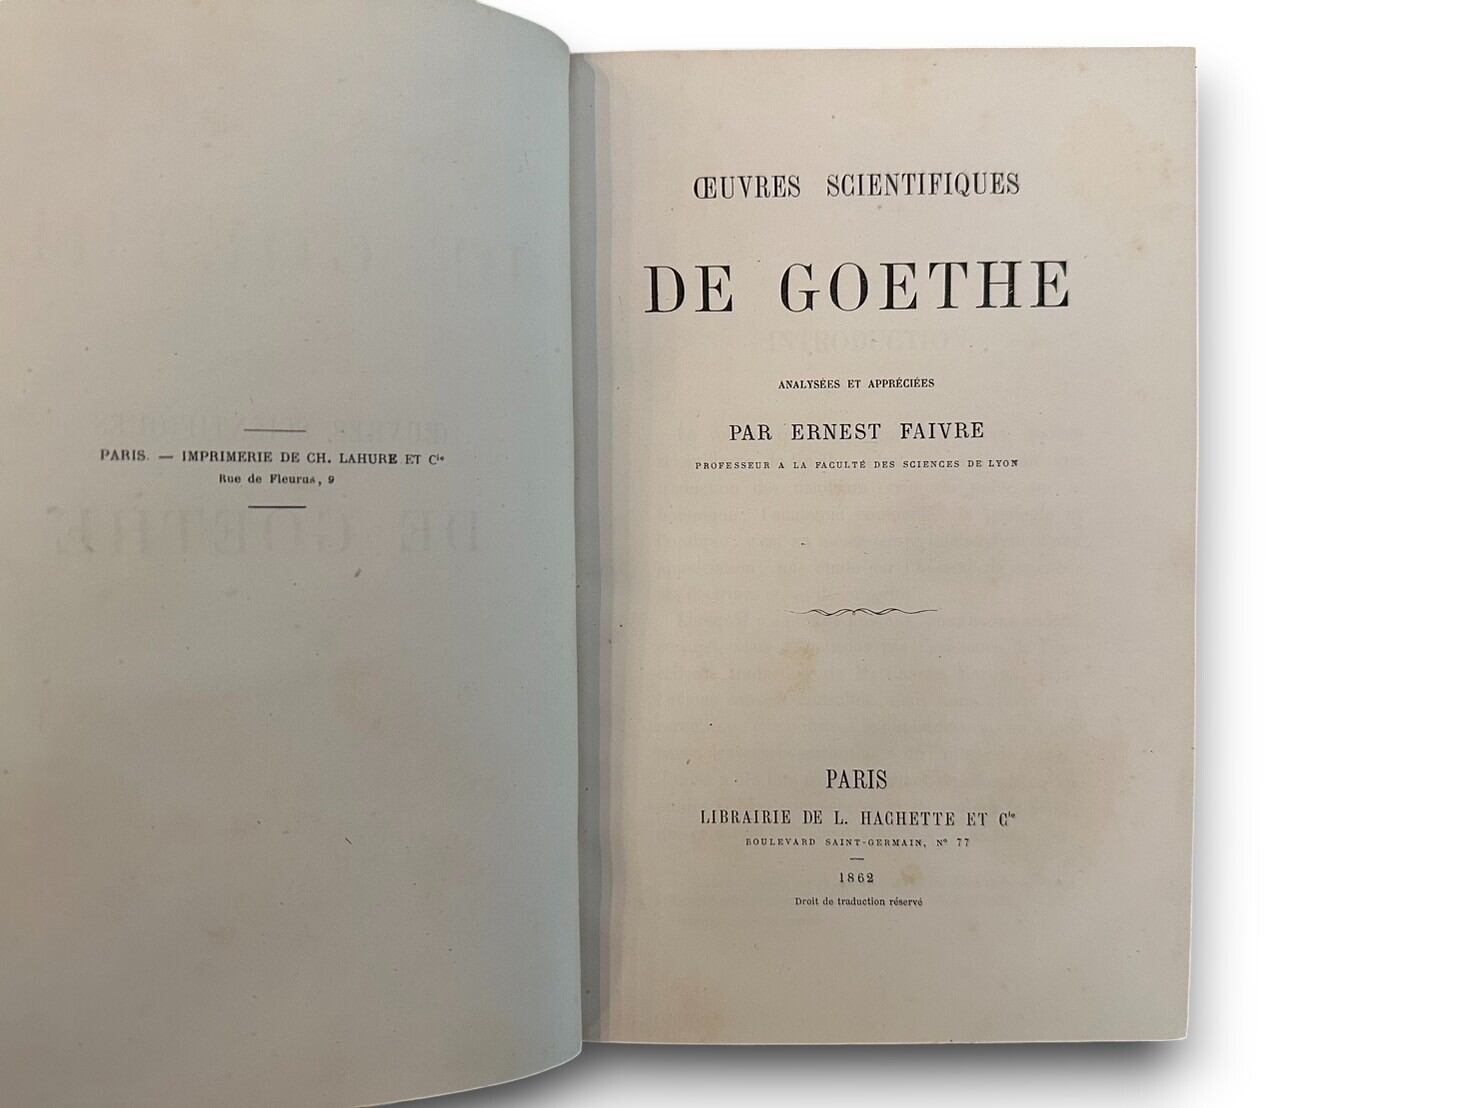 PARIS. — IMPRIMERIE DE CH. LAHURE ET Cie
Rue de Fleurus, 9
ŒUVRES SCIENTIFIQUES
DE GOETHE
ANALYSÉES ET APPRÉCIÉES
PAR ERNEST FAIVRE
PROFESSEUR A LA FACULTÉ DES SCIENCES DE LYON
PARIS
LIBRAIRIE DE L. HACHETTE ET Cie
BOULEVARD SAINT-GERMAIN, No 77
1862
Droit de traduction réservé